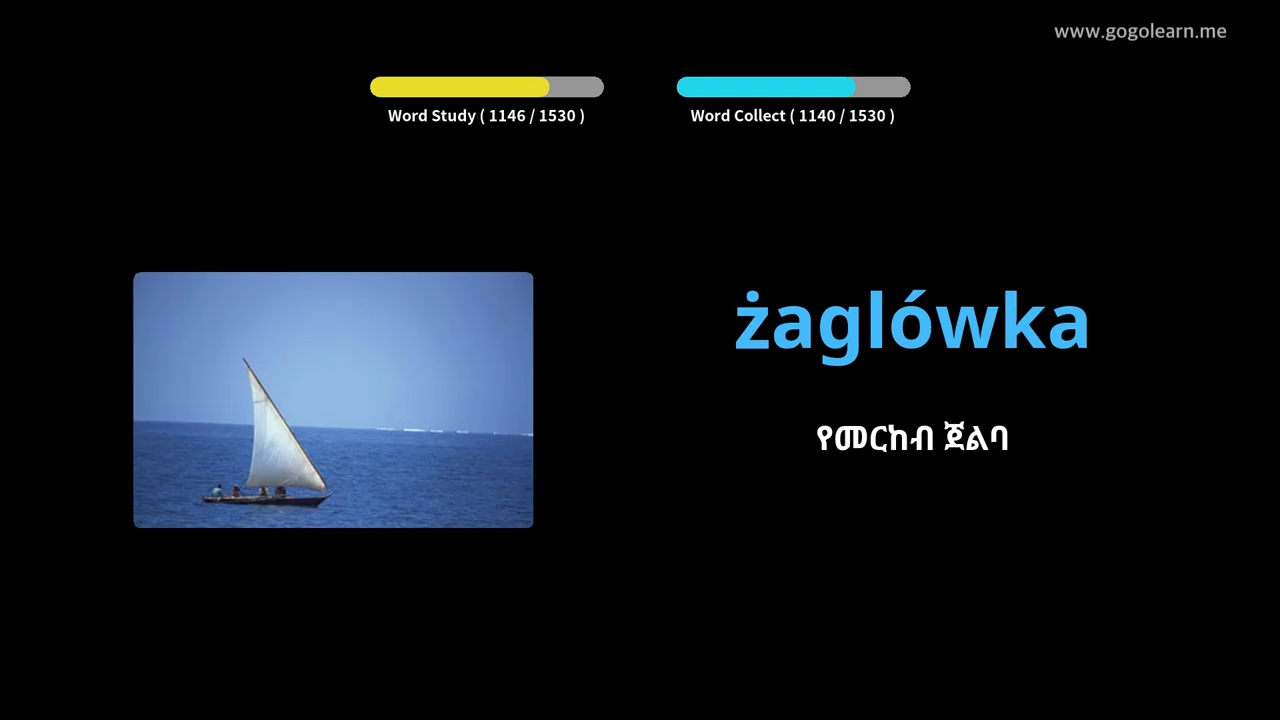 www.gogolearn.me
Word Study ( 1146 / 1530 )
Word Collect ( 1140 / 1530 )
żaglówka
የመርከብ ጀልባ